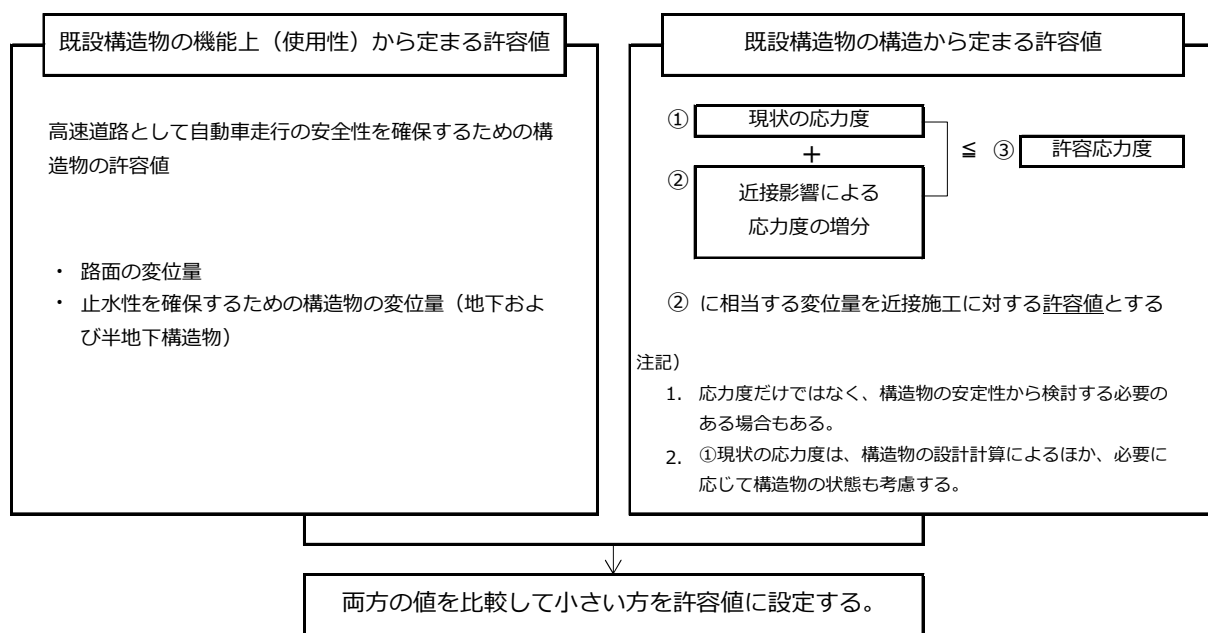 既設構造物の機能上（使用性）から定まる許容値
高速道路として自動車走行の安全性を確保するための構
造物の許容値
・ 路面の変位量
・ 止水性を確保するための構造物の変位量（地下およ
び半地下構造物）
既設構造物の構造から定まる許容値
① 現状の応力度
＋
≦ ③ 許容応力度
② 近接影響による
応力度の増分
② に相当する変位量を近接施工に対する許容値とする
注記）
1. 応力度だけではなく、構造物の安定性から検討する必要の
ある場合もある。
2. ①現状の応力度は、構造物の設計計算によるほか、必要に
応じて構造物の状態も考慮する。
両方の値を比較して小さい方を許容値に設定する。